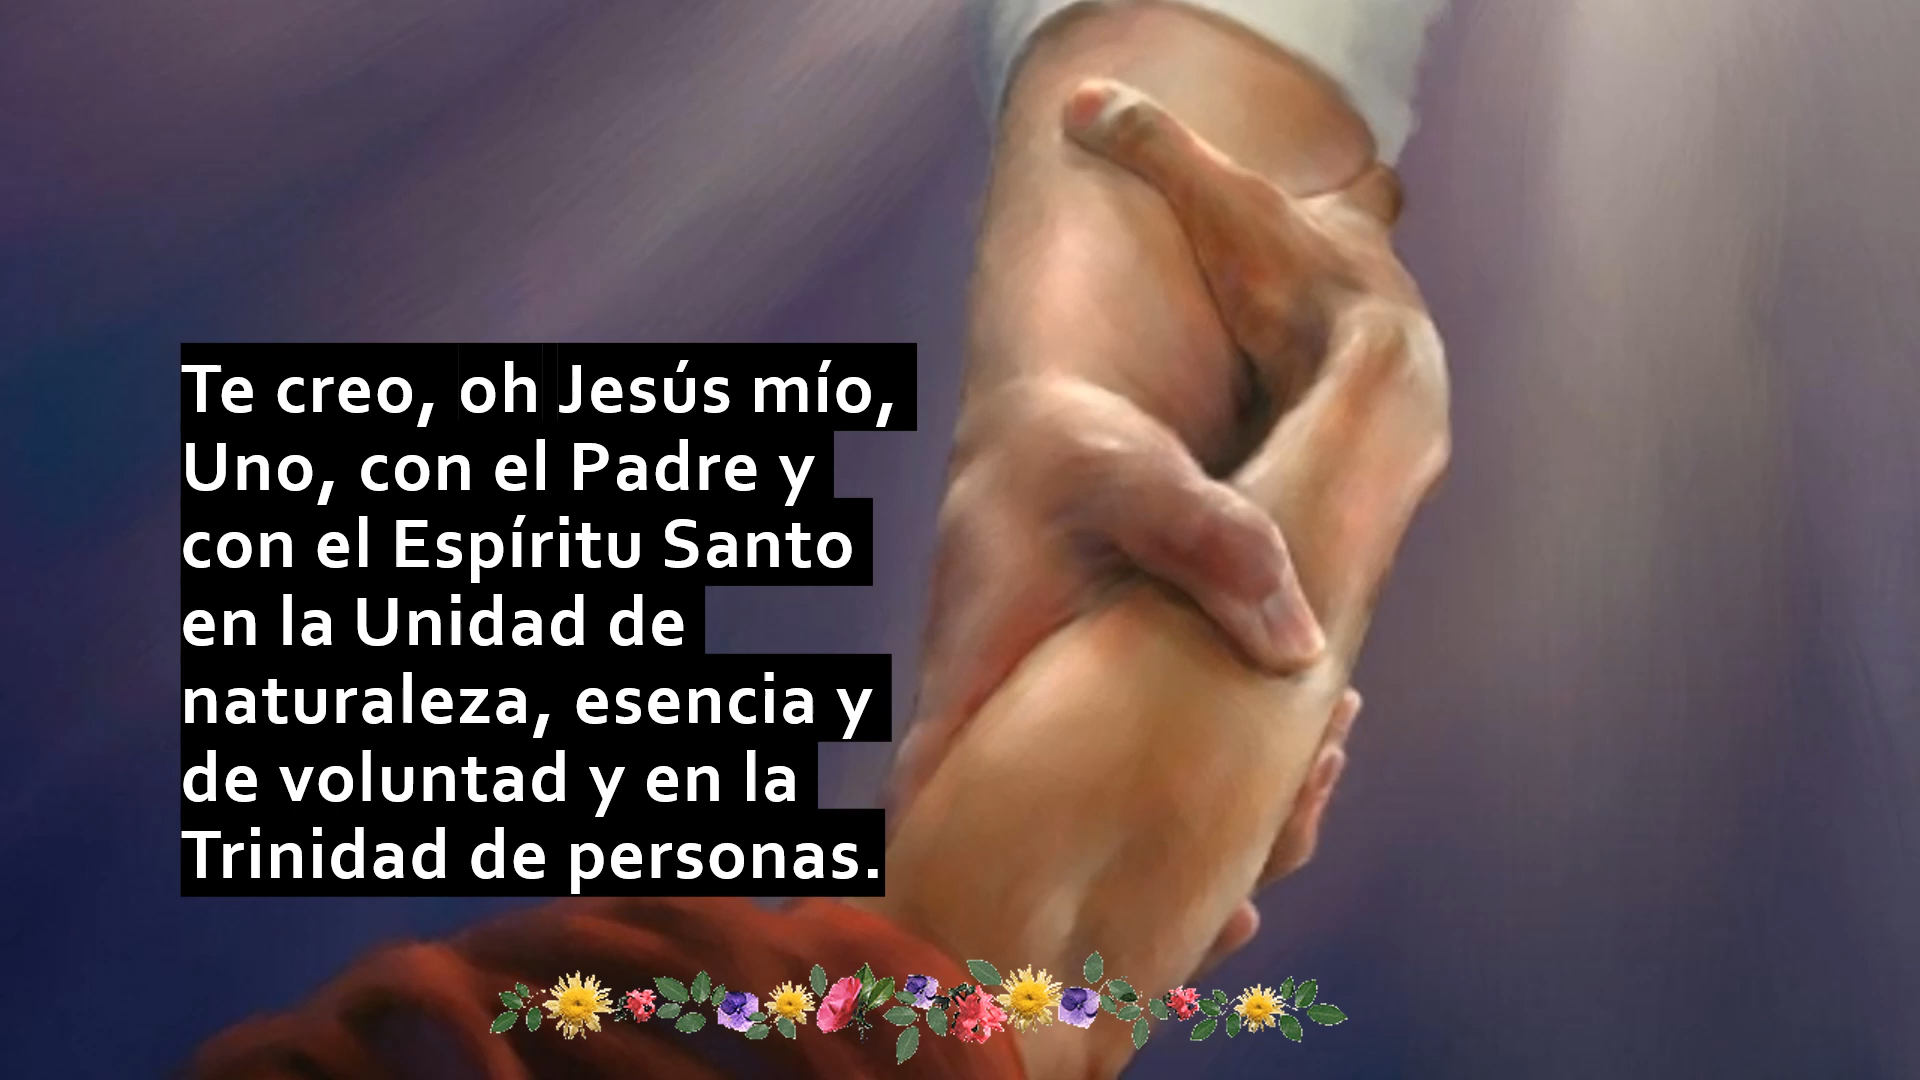 Te creo, oh Jesús mío,
Uno, con el Padre y
con el Espíritu Santo
en la Unidad de
naturaleza, esencia y
de voluntad y en la
Trinidad de personas.